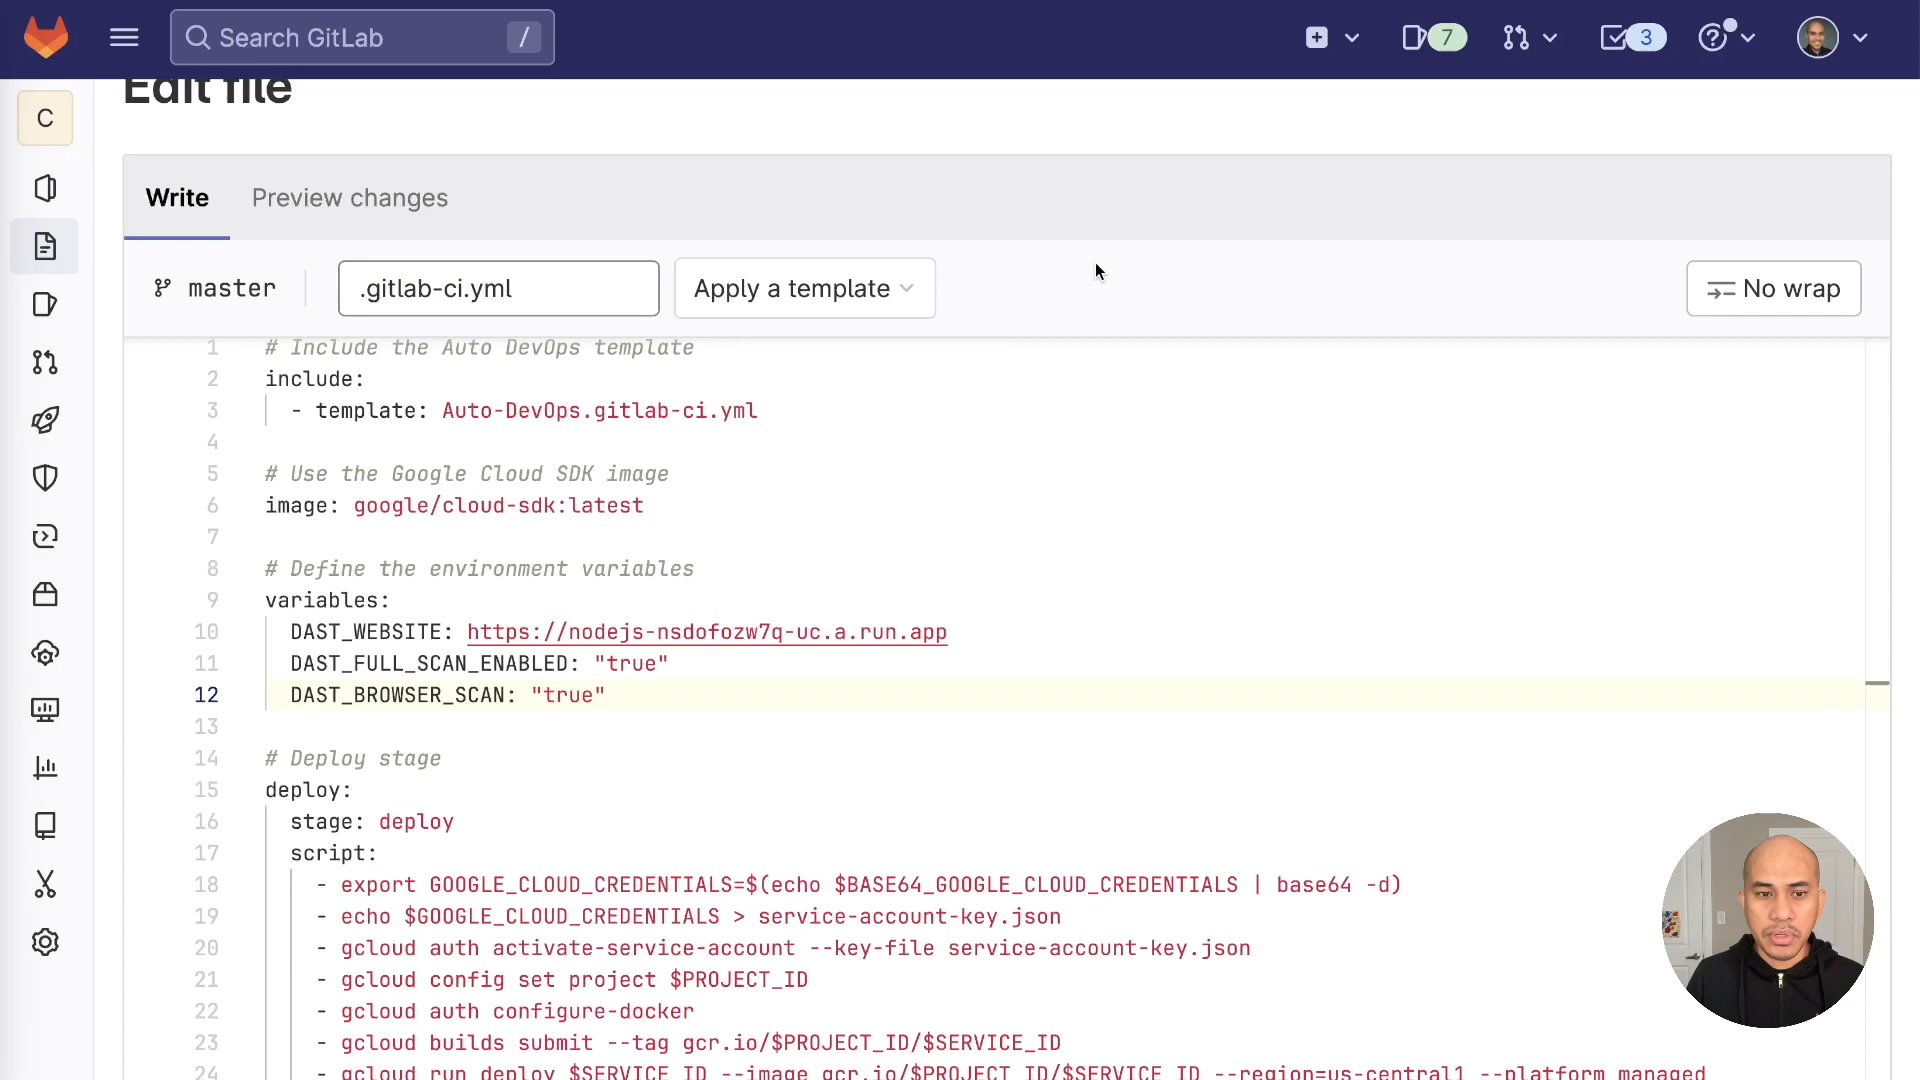 Search GitLab
/
7
3
Edit file
C
Write
Preview changes
master
.gitlab-ci.yml
Apply a template
No wrap
1 # Include the Auto DevOps template
2 include:
3 - template: Auto-DevOps.gitlab-ci.yml
4
5 # Use the Google Cloud SDK image
6 image: google/cloud-sdk:latest
7
8 # Define the environment variables
9 variables:
10 DAST_WEBSITE: https://nodejs-nsdofozw7q-uc.a.run.app
11 DAST_FULL_SCAN_ENABLED: "true"
12 DAST_BROWSER_SCAN: "true"
13
14 # Deploy stage
15 deploy:
16 stage: deploy
17 script:
18 - export GOOGLE_CLOUD_CREDENTIALS=$(echo $BASE64_GOOGLE_CLOUD_CREDENTIALS | base64 -d)
19 - echo $GOOGLE_CLOUD_CREDENTIALS > service-account-key.json
20 - gcloud auth activate-service-account --key-file service-account-key.json
21 - gcloud config set project $PROJECT_ID
22 - gcloud auth configure-docker
23 - gcloud builds submit --tag gcr.io/$PROJECT_ID/$SERVICE_ID
24 - gcloud run deploy $SERVICE_ID --image gcr.io/$PROJECT_ID/$SERVICE_ID --region=us-central1 --platform managed